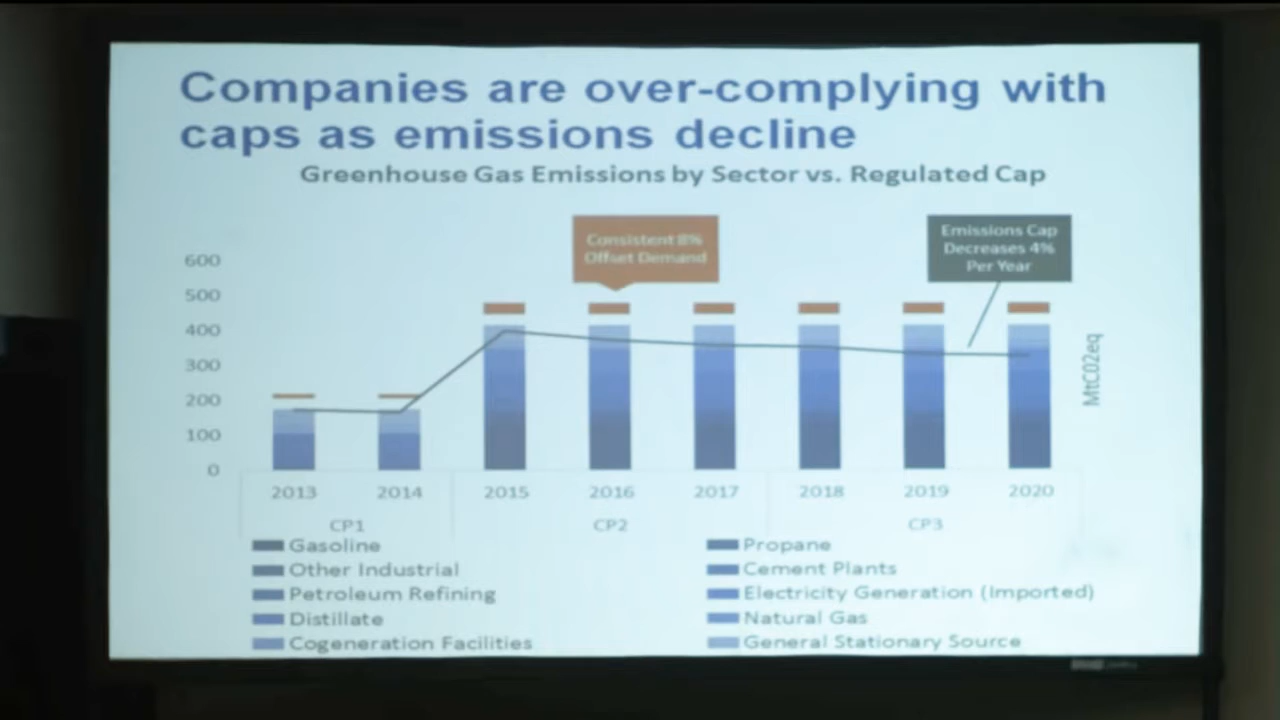 Companies are over-complying with
caps as emissions decline
Greenhouse Gas Emissions by Sector vs. Regulated Cap
Consistent 8%
Offset Demand
Emissions Cap
Decreases 4%
Per Year
600
500
400
300
200
100
0
MtCO2eq
2013 2014 2015 2016 2017 2018 2019 2020
CP1 CP2 CP3
Gasoline Propane
Other Industrial Cement Plants
Petroleum Refining Electricity Generation (Imported)
Distillate Natural Gas
Cogeneration Facilities General Stationary Source